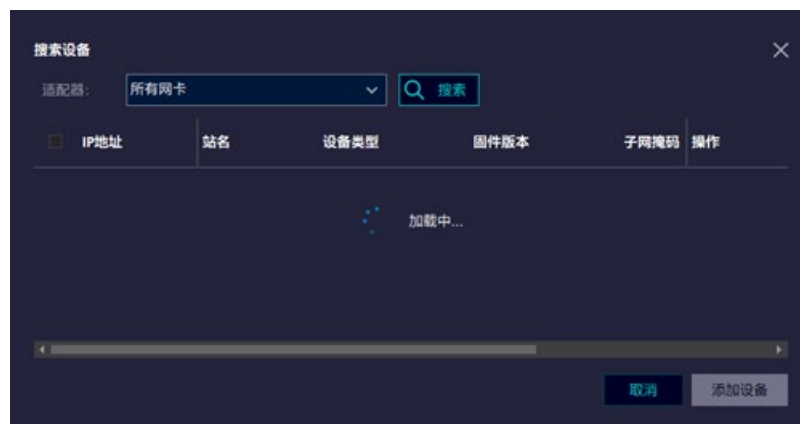 搜索设备
适配器: 所有网卡 搜索
IP地址 站名 设备类型 固件版本 子网掩码 操作
加载中...
取消 添加设备